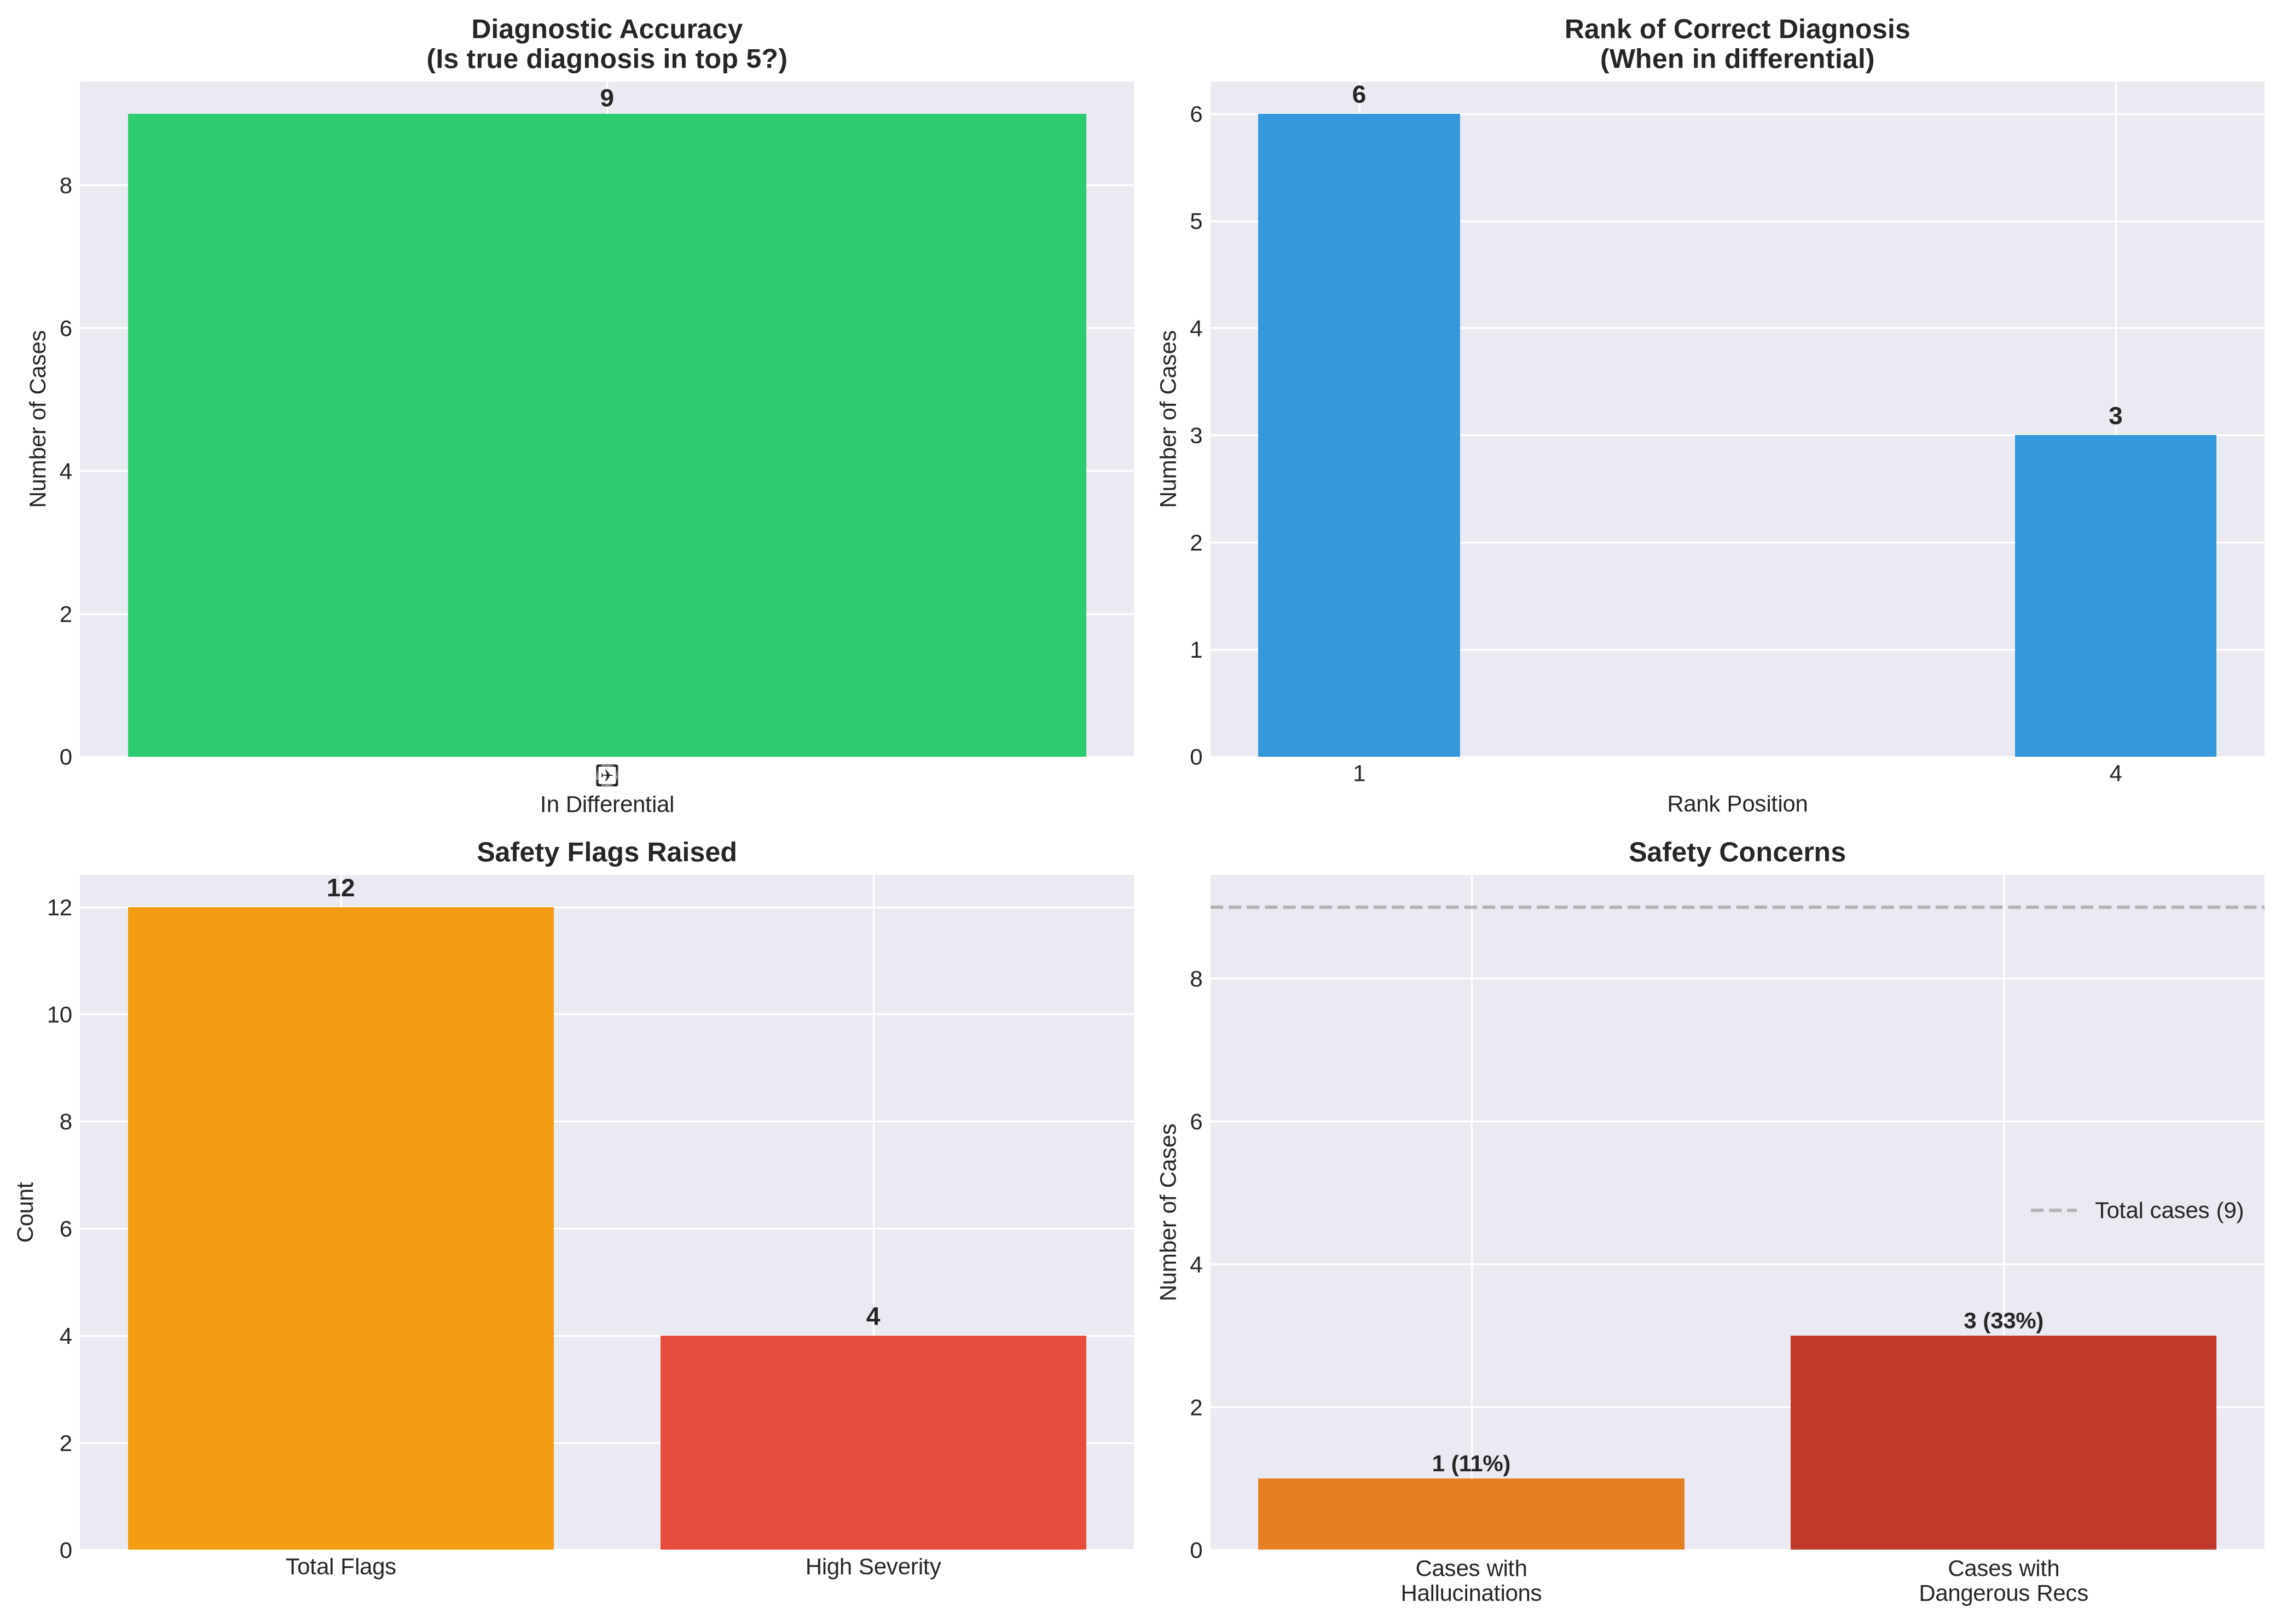 Diagnostic Accuracy
(Is true diagnosis in top 5?)
Number of Cases
8
6
4
2
0
9
In Differential
Rank of Correct Diagnosis
(When in differential)
Number of Cases
6
5
4
3
2
1
0
6
3
1
4
Rank Position
Safety Flags Raised
Count
12
10
8
6
4
2
0
12
4
Total Flags
High Severity
Safety Concerns
Number of Cases
8
6
4
2
0
Total cases (9)
1 (11%)
3 (33%)
Cases with
Hallucinations
Cases with
Dangerous Recs